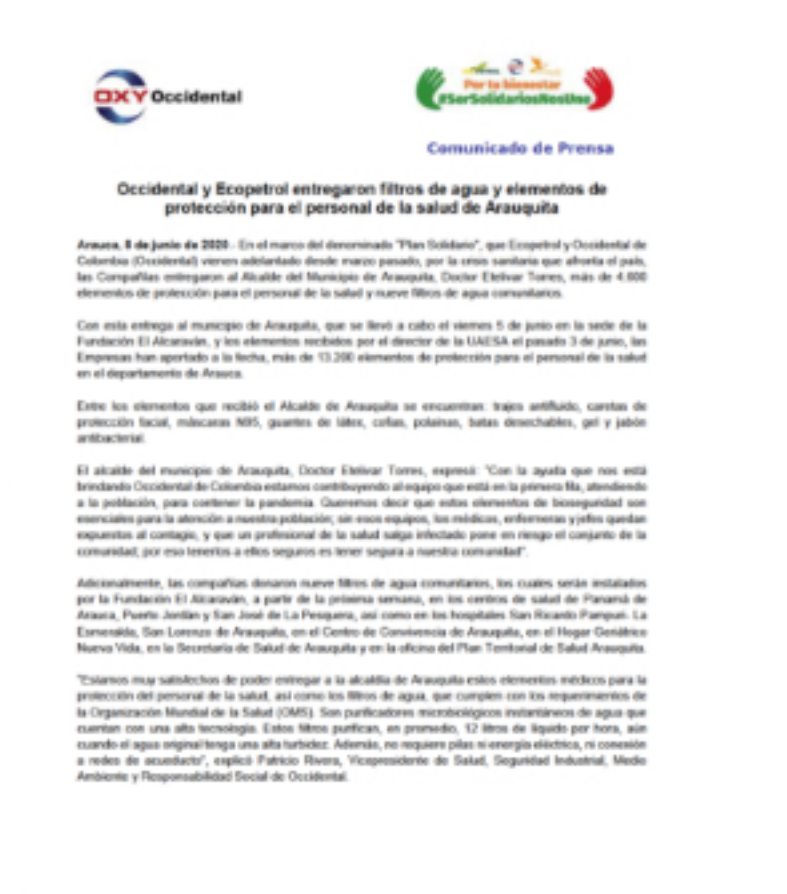 OXY Occidental
Por tu bienestar
#SerSolidariosNosUne
Comunicado de Prensa
Occidental y Ecopetrol entregaron filtros de agua y elementos de
protección para el personal de la salud de Arauquita
Arauca, 8 de junio de 2020.- En el marco del denominado "Plan Solidario", que Ecopetrol y Occidental de
Colombia (Occidental) vienen adelantado desde marzo pasado, por la crisis sanitaria que afronta el país,
las Compañías entregaron al Alcalde del Municipio de Arauquita, Doctor Etelivar Torres, más de 4.600
elementos de protección para el personal de la salud y nueve filtros de agua comunitarios.
Con esta entrega al municipio de Arauquita, que se llevó a cabo el viernes 5 de junio en la sede de la
Fundación El Alcaraván, y los elementos recibidos por el director de la UAESA el pasado 3 de junio, las
Empresas han aportado a la fecha, más de 13.200 elementos de protección para el personal de la salud
en el departamento de Arauca.
Entre los elementos que recibió el Alcalde de Arauquita se encuentran: trajes antifluido, caretas de
protección facial, máscaras N95, guantes de látex, cofias, polainas, batas desechables, gel y jabón
antibacterial.
El alcalde del municipio de Arauquita, Doctor Etelivar Torres, expresó: "Con la ayuda que nos está
brindando Occidental de Colombia estamos contribuyendo al equipo que está en la primera fila, atendiendo
a la población, para contener la pandemia. Queremos decir que estos elementos de bioseguridad son
esenciales para la atención a nuestra población; sin esos equipos, los médicos, enfermeras y jefes quedan
expuestos al contagio, y que un profesional de la salud salga infectado pone en riesgo el conjunto de la
comunidad, por eso tenerlos a ellos seguros es tener segura a nuestra comunidad".
Adicionalmente, las compañías donaron nueve filtros de agua comunitarios, los cuales serán instalados
por la Fundación El Alcaraván, a partir de la próxima semana, en los centros de salud de Panamá de
Arauca, Puerto Jordán y San José de La Pesquera, así como en los hospitales San Ricardo Pampuri- La
Esmeralda, San Lorenzo de Arauquita, en el Centro de Convivencia de Arauquita, en el Hogar Geriátrico
Nueva Vida, en la Secretaría de Salud de Arauquita y en la oficina del Plan Territorial de Salud Arauquita.
"Estamos muy satisfechos de poder entregar a la alcaldía de Arauquita estos elementos médicos para la
protección del personal de la salud, así como los filtros de agua, que cumplen con los requerimientos de
la Organización Mundial de la Salud (OMS). Son purificadores microbiológicos instantáneos de agua que
cuentan con una alta tecnología. Estos filtros purifican, en promedio, 12 litros de líquido por hora, aún
cuando el agua original tenga una alta turbidez. Además, no requiere pilas ni energía eléctrica, ni conexión
a redes de acueducto", explicó Patricio Rivera, Vicepresidente de Salud, Seguridad Industrial, Medio
Ambiente y Responsabilidad Social de Occidental.